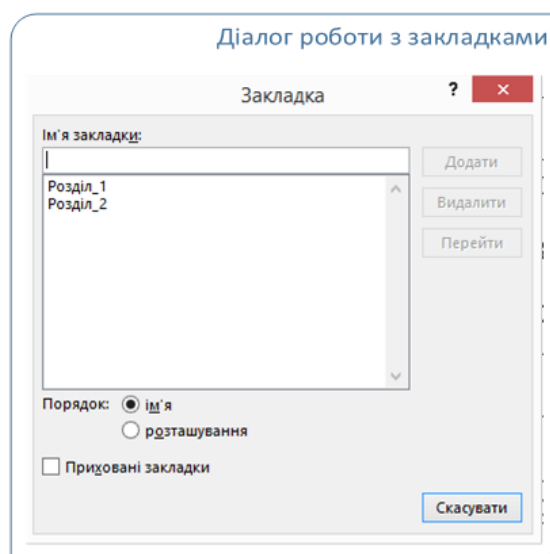 Діалог роботи з закладками
Закладка
?
Ім'я закладки:
Додати
Розділ_1
Розділ_2
Видалити
Перейти
Порядок: ім'я
розташування
Приховані закладки
Скасувати